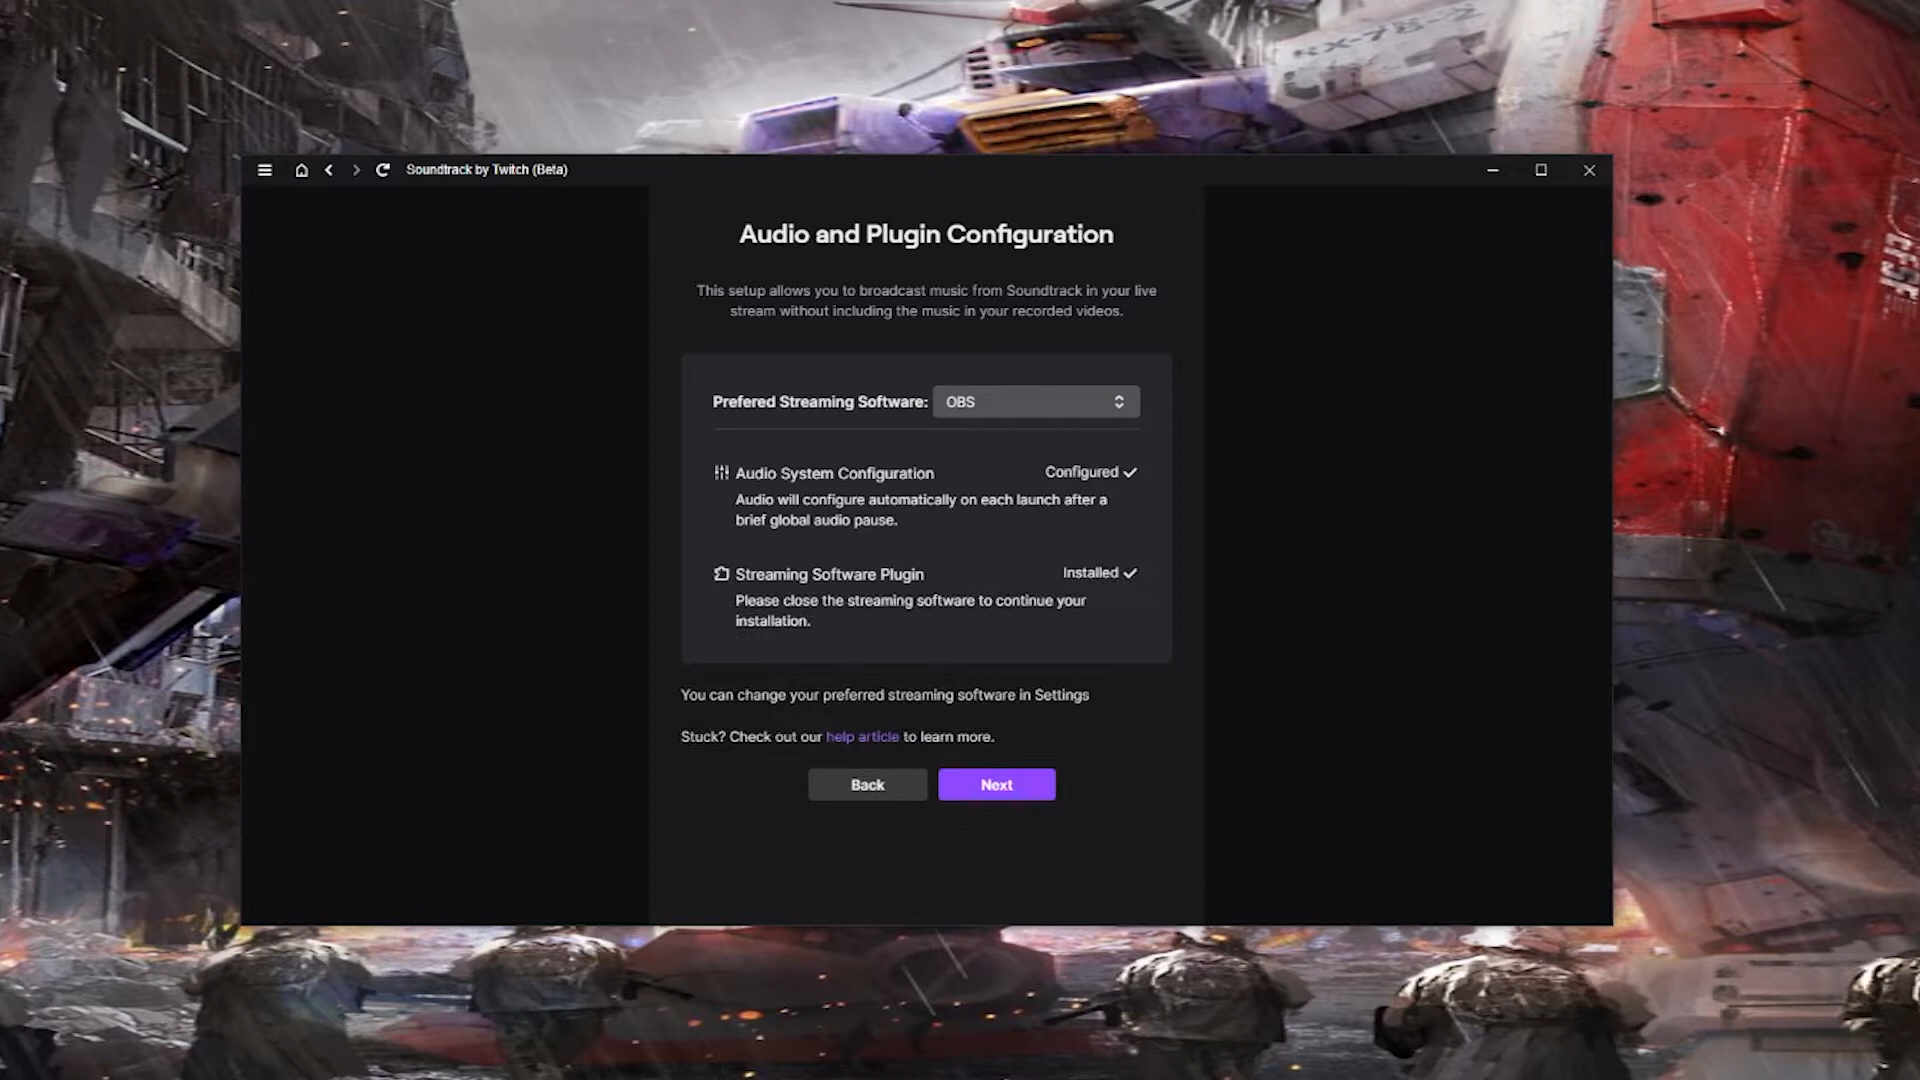 RX-78-2
Soundtrack by Twitch (Beta)
Audio and Plugin Configuration
This setup allows you to broadcast music from Soundtrack in your live
stream without including the music in your recorded videos.
Prefered Streaming Software: OBS
Audio System Configuration Configured
Audio will configure automatically on each launch after a
brief global audio pause.
Streaming Software Plugin Installed
Please close the streaming software to continue your
installation.
You can change your preferred streaming software in Settings
Stuck? Check out our help article to learn more.
Back Next